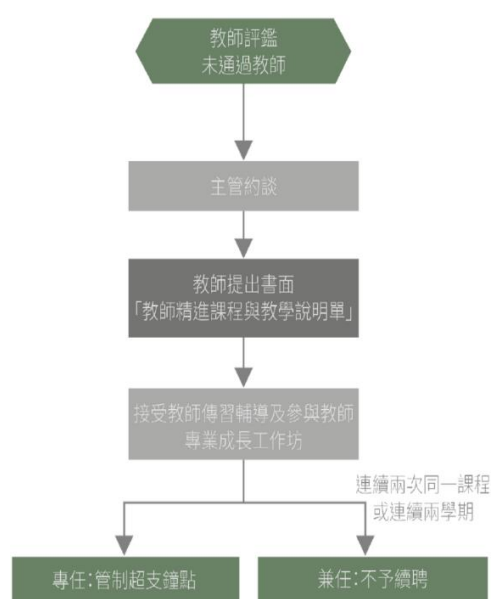 教師評鑑
未通過教師
主管約談
教師提出書面
「教師精進課程與教學說明單」
接受教師傳習輔導及參與教師
專業成長工作坊
連續兩次同一課程
或連續兩學期
專任:管制超支鐘點
兼任:不予續聘